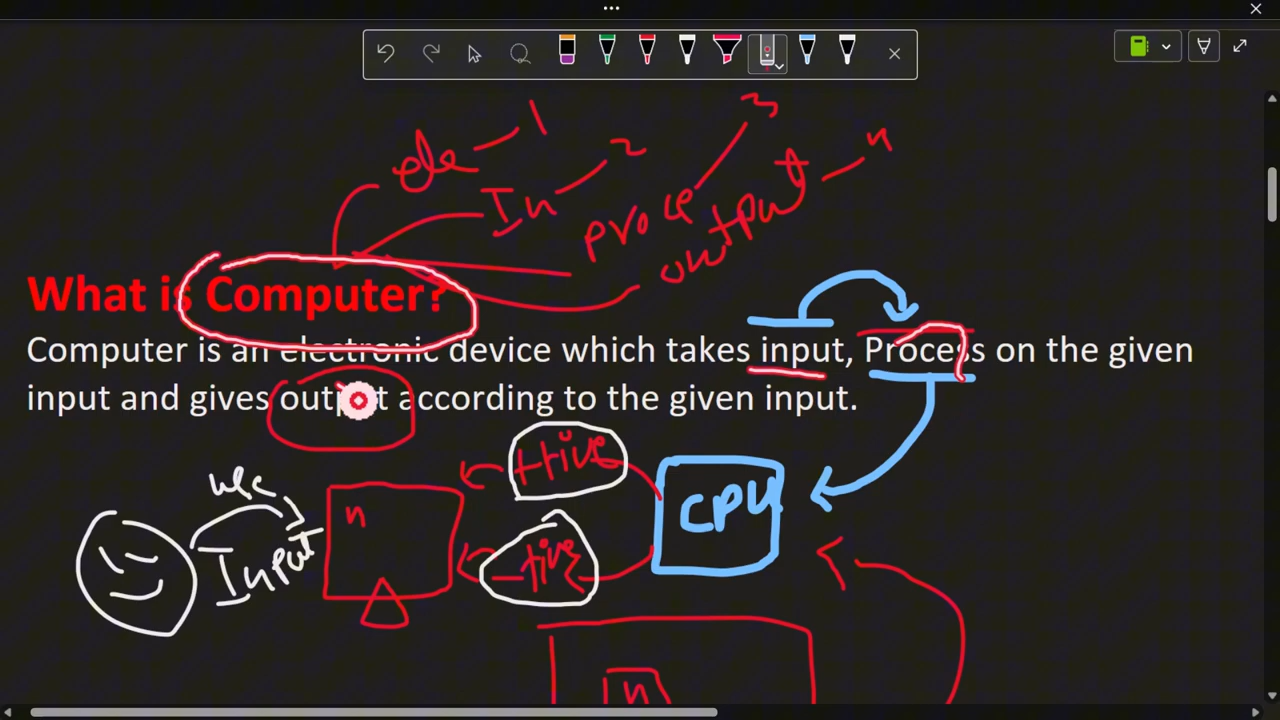 ele - 1
In - 2
proce 3
output - 4
What is Computer?
Computer is an electronic device which takes input, Process on the given
input and gives output according to the given input.
+tive
CPU
Input
n
-tive
n